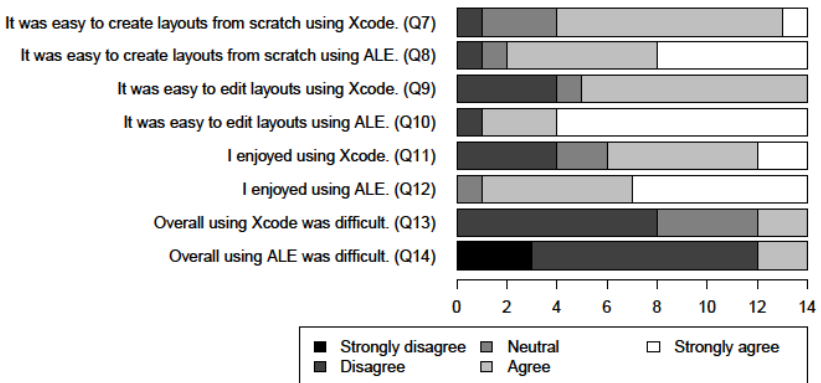 It was easy to create layouts from scratch using Xcode. (Q7)
It was easy to create layouts from scratch using ALE. (Q8)
It was easy to edit layouts using Xcode. (Q9)
It was easy to edit layouts using ALE. (Q10)
I enjoyed using Xcode. (Q11)
I enjoyed using ALE. (Q12)
Overall using Xcode was difficult. (Q13)
Overall using ALE was difficult. (Q14)
0 2 4 6 8 10 12 14
Strongly disagree Neutral Strongly agree
Disagree Agree